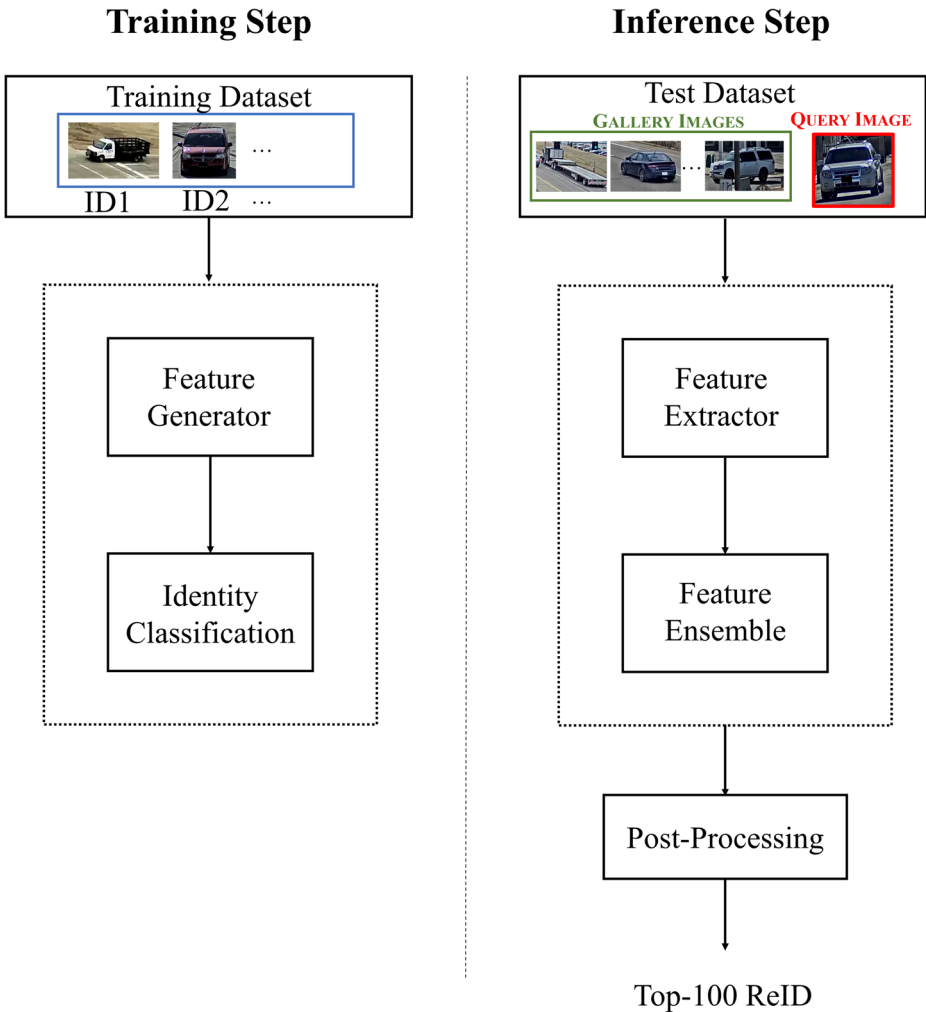 Training Step
Training Dataset
...
ID1 ID2 ...
Feature
Generator
Identity
Classification
Inference Step
Test Dataset
GALLERY IMAGES
QUERY IMAGE
...
Feature
Extractor
Feature
Ensemble
Post-Processing
Top-100 ReID